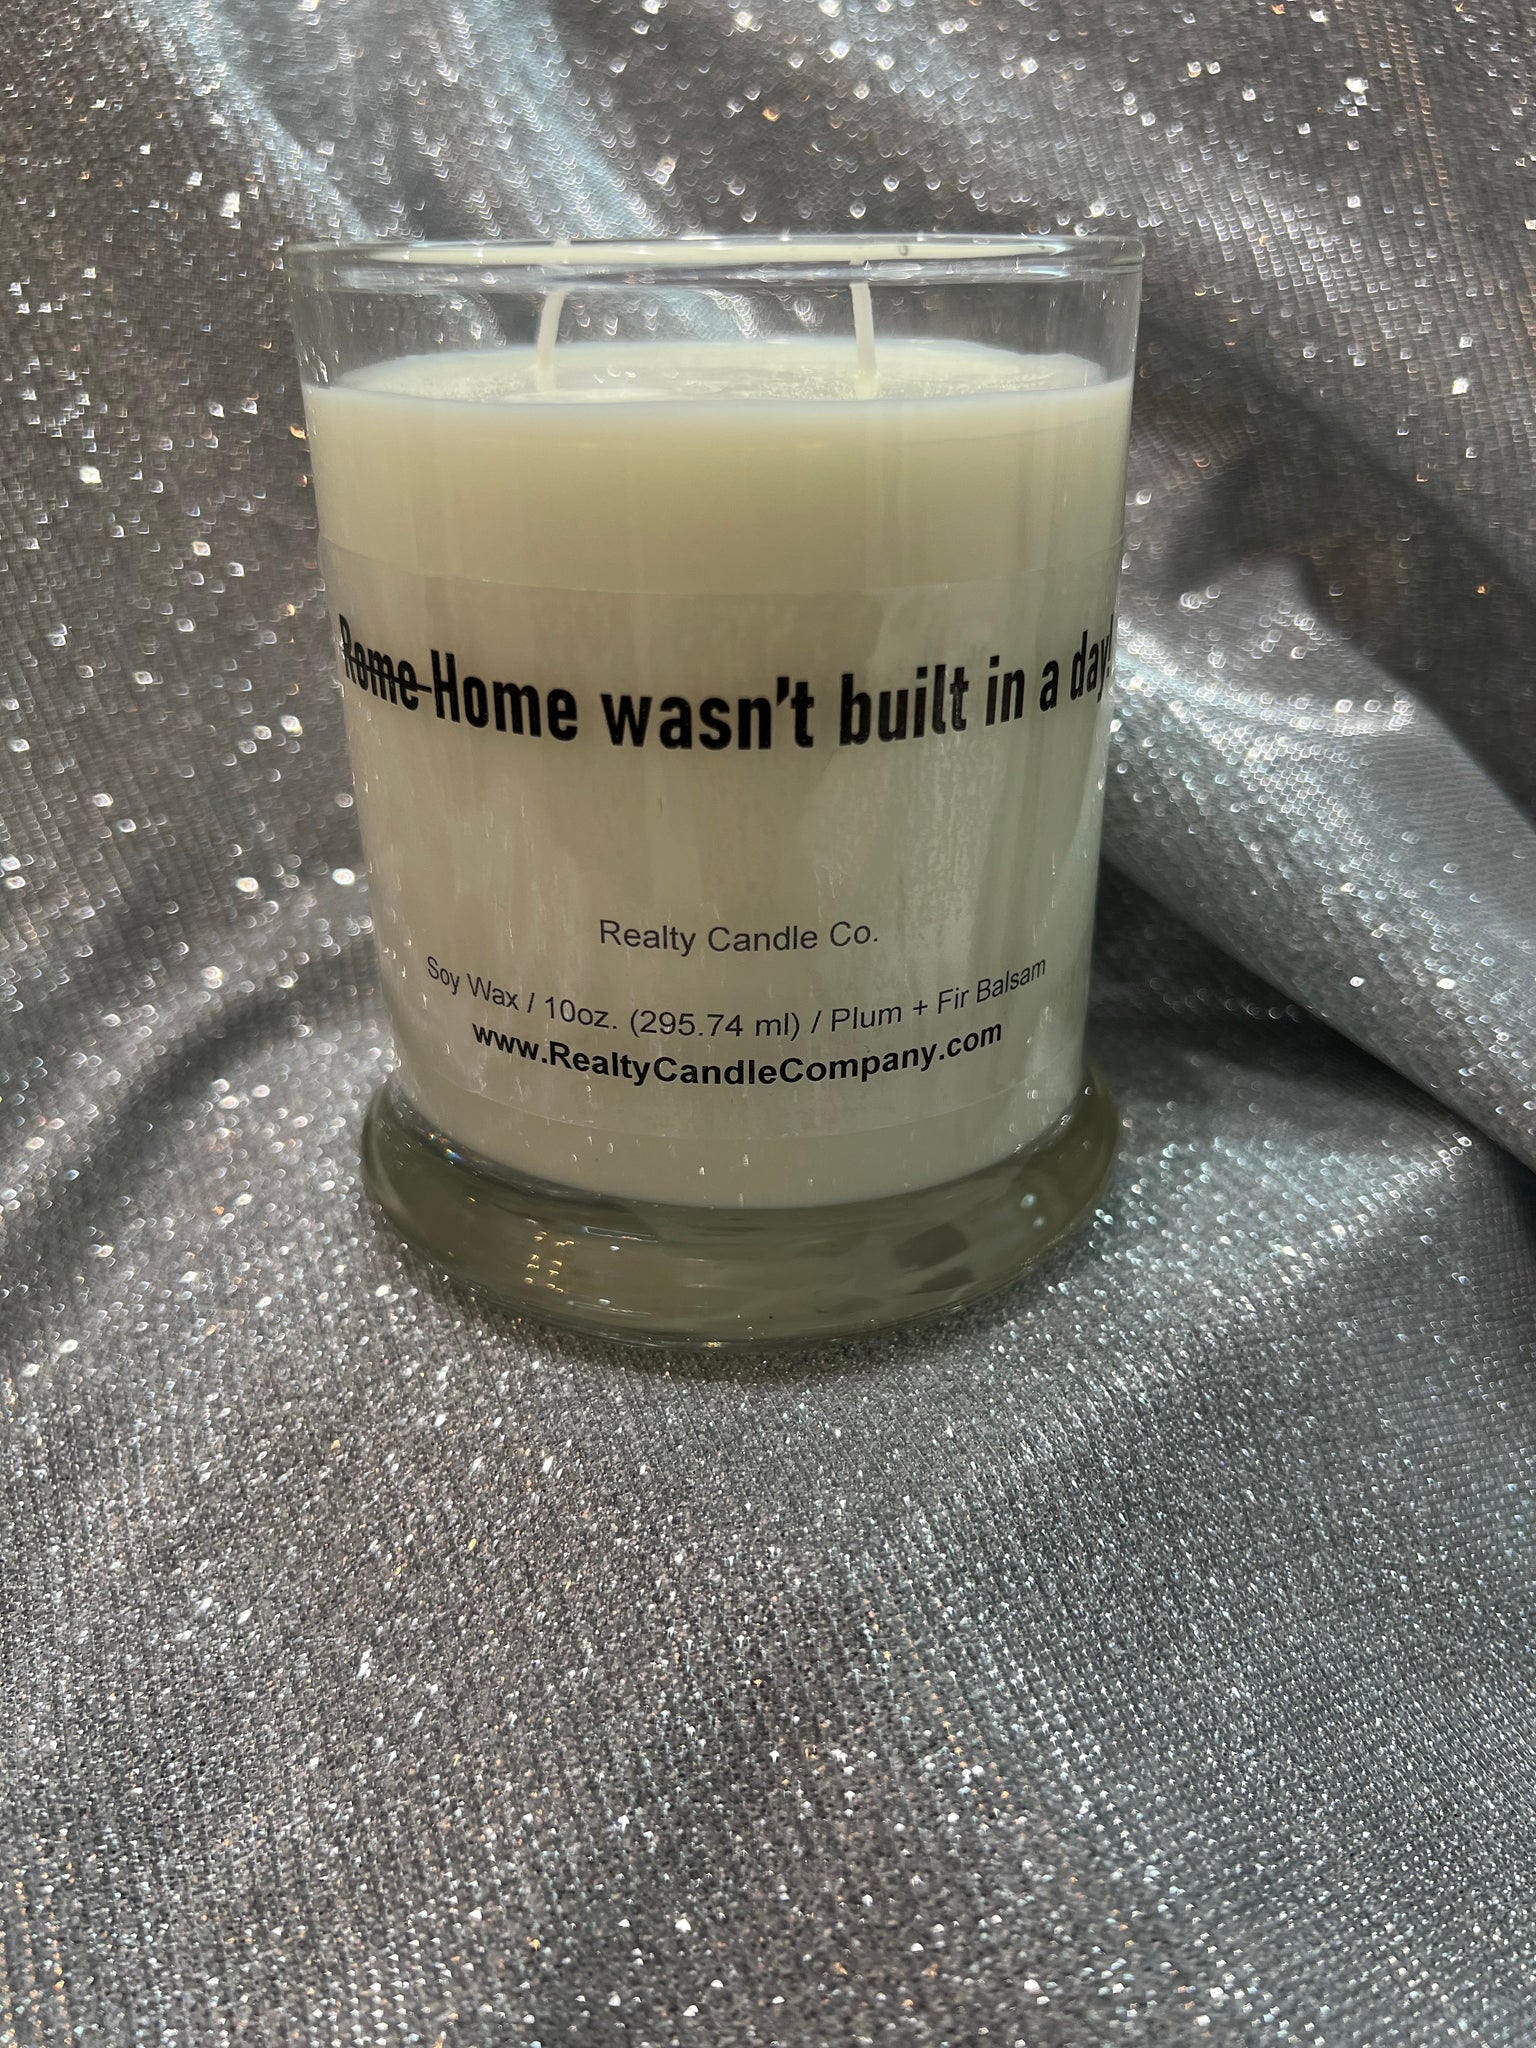 Rome Home wasn't built in a day!
Realty Candle Co.
Soy Wax / 10oz. (295.74 ml) / Plum + Fir Balsam
www.RealtyCandleCompany.com